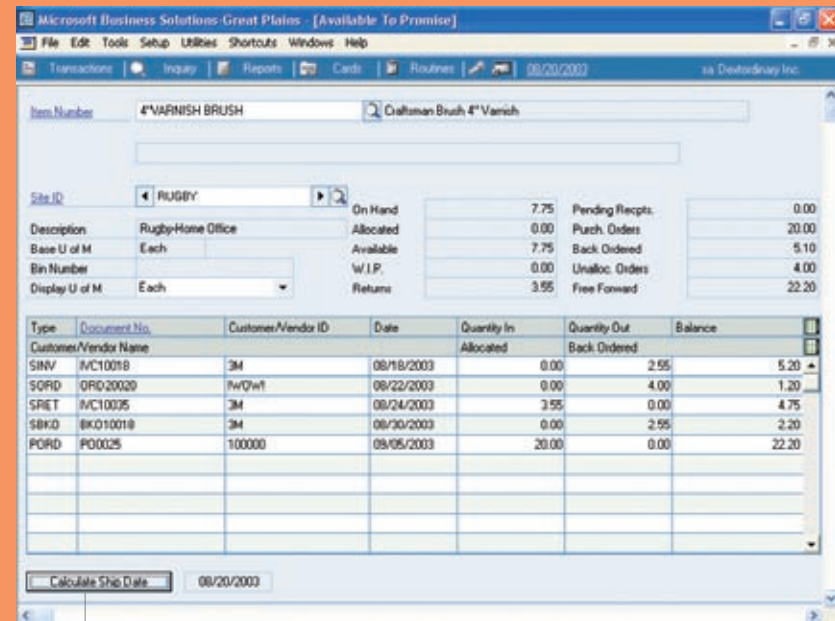 Microsoft Business Solutions-Great Plains - [Available To Promise]
File Edit Tools Setup Utilities Shortcuts Windows Help
Transactions Inquiry Reports Cards Routines 08/20/2003 sa Dextordinary Inc.
Item Number 4"VARNISH BRUSH Craftsman Brush 4" Varnish
Site ID RUGBY
On Hand 7.75 Pending Recpts. 0.00
Description Rugby-Home Office Allocated 0.00 Purch. Orders 20.00
Base U of M Each Available 7.75 Back Ordered 5.10
Bin Number W.I.P. 0.00 Unalloc. Orders 4.00
Display U of M Each Returns 3.55 Free Forward 22.20
Type Document No. Customer/Vendor ID Date Quantity In Quantity Out Balance
Customer/Vendor Name Allocated Back Ordered
SINV IVC10018 3M 08/18/2003 0.00 2.55 5.20
SORD ORD20020 08/22/2003 0.00 4.00 1.20
SRET IVC10035 3M 08/24/2003 3.55 0.00 4.75
SBKO BKO10018 3M 08/30/2003 0.00 2.55 2.20
PORD PO0025 100000 09/05/2003 20.00 0.00 22.20
Calculate Ship Date 08/20/2003